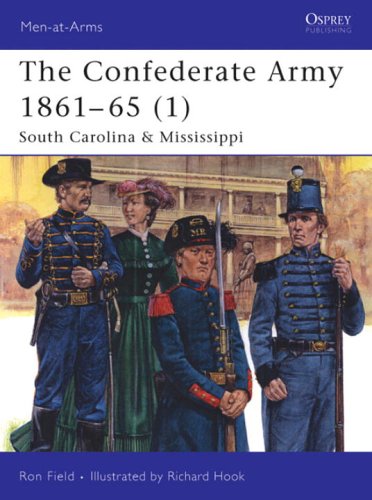 Men-at-Arms
OSPREY
PUBLISHING
The Confederate Army
1861–65 (1)
South Carolina & Mississippi
MR
Ron Field • Illustrated by Richard Hook